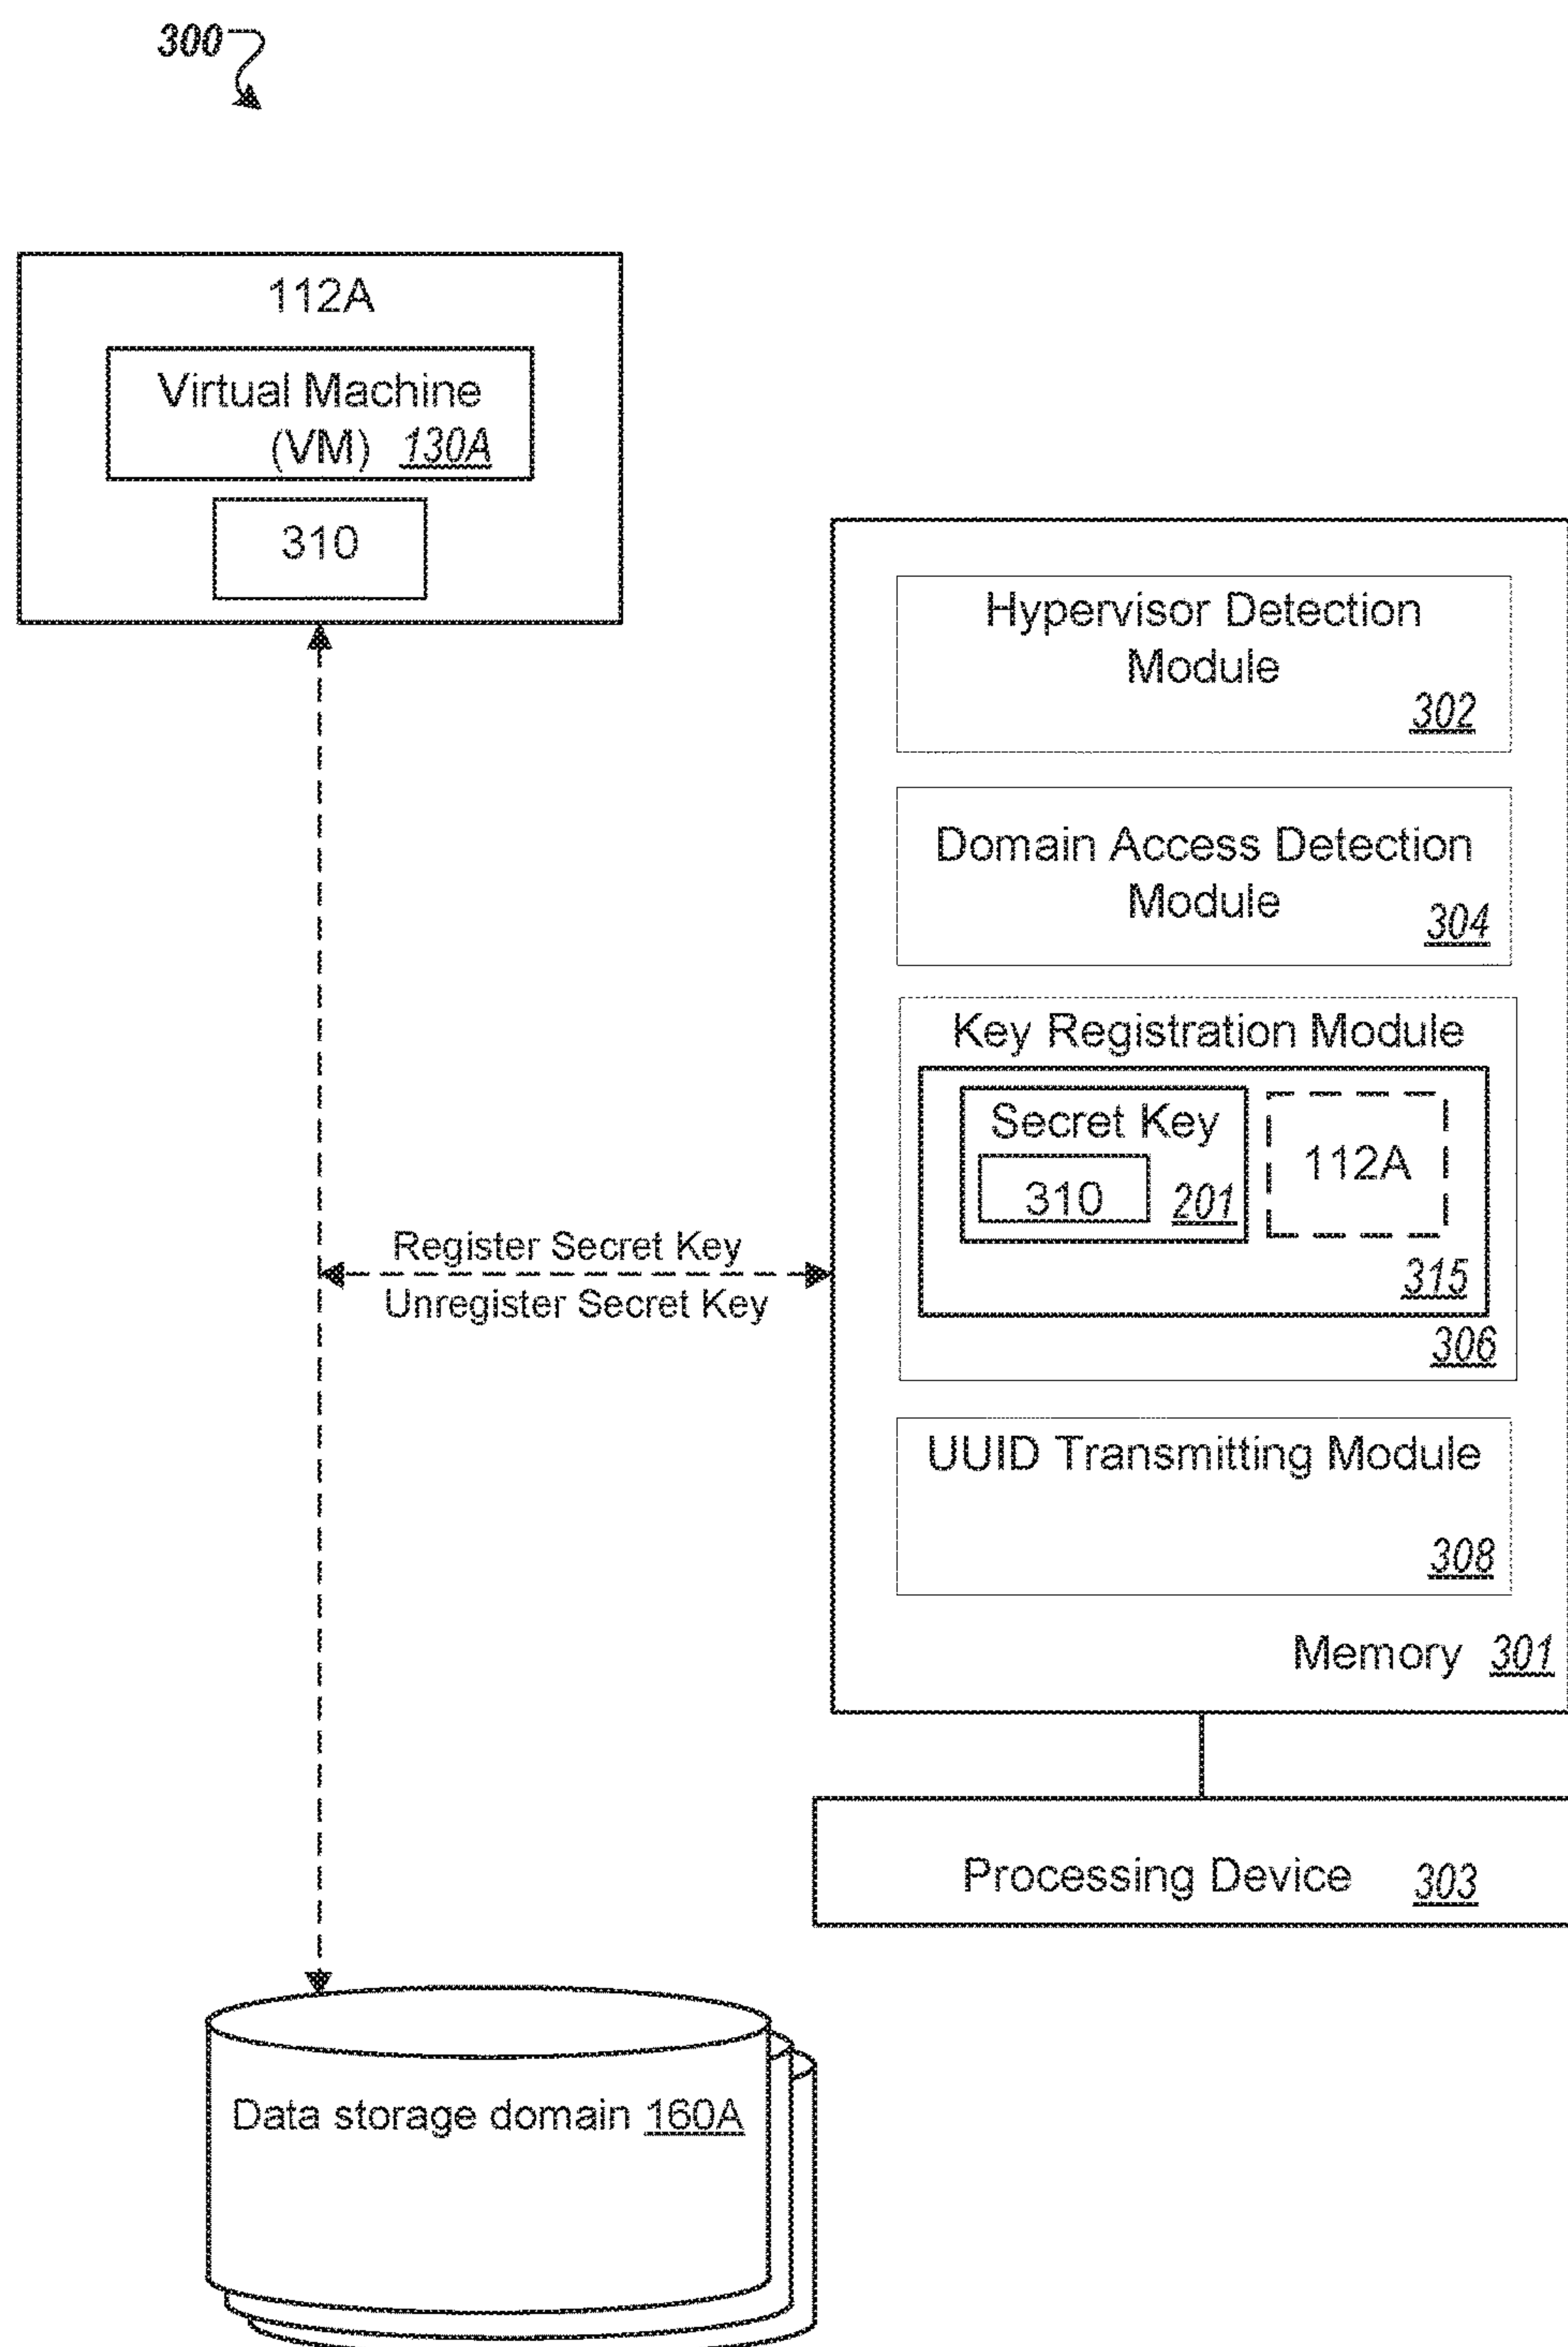 300
112A
Virtual Machine
(VM) 130A
310
Hypervisor Detection
Module
302
Domain Access Detection
Module
304
Key Registration Module
Secret Key
310 201
112A
315
306
Register Secret Key
Unregister Secret Key
UUID Transmitting Module
308
Memory 301
Processing Device 303
Data storage domain 160A